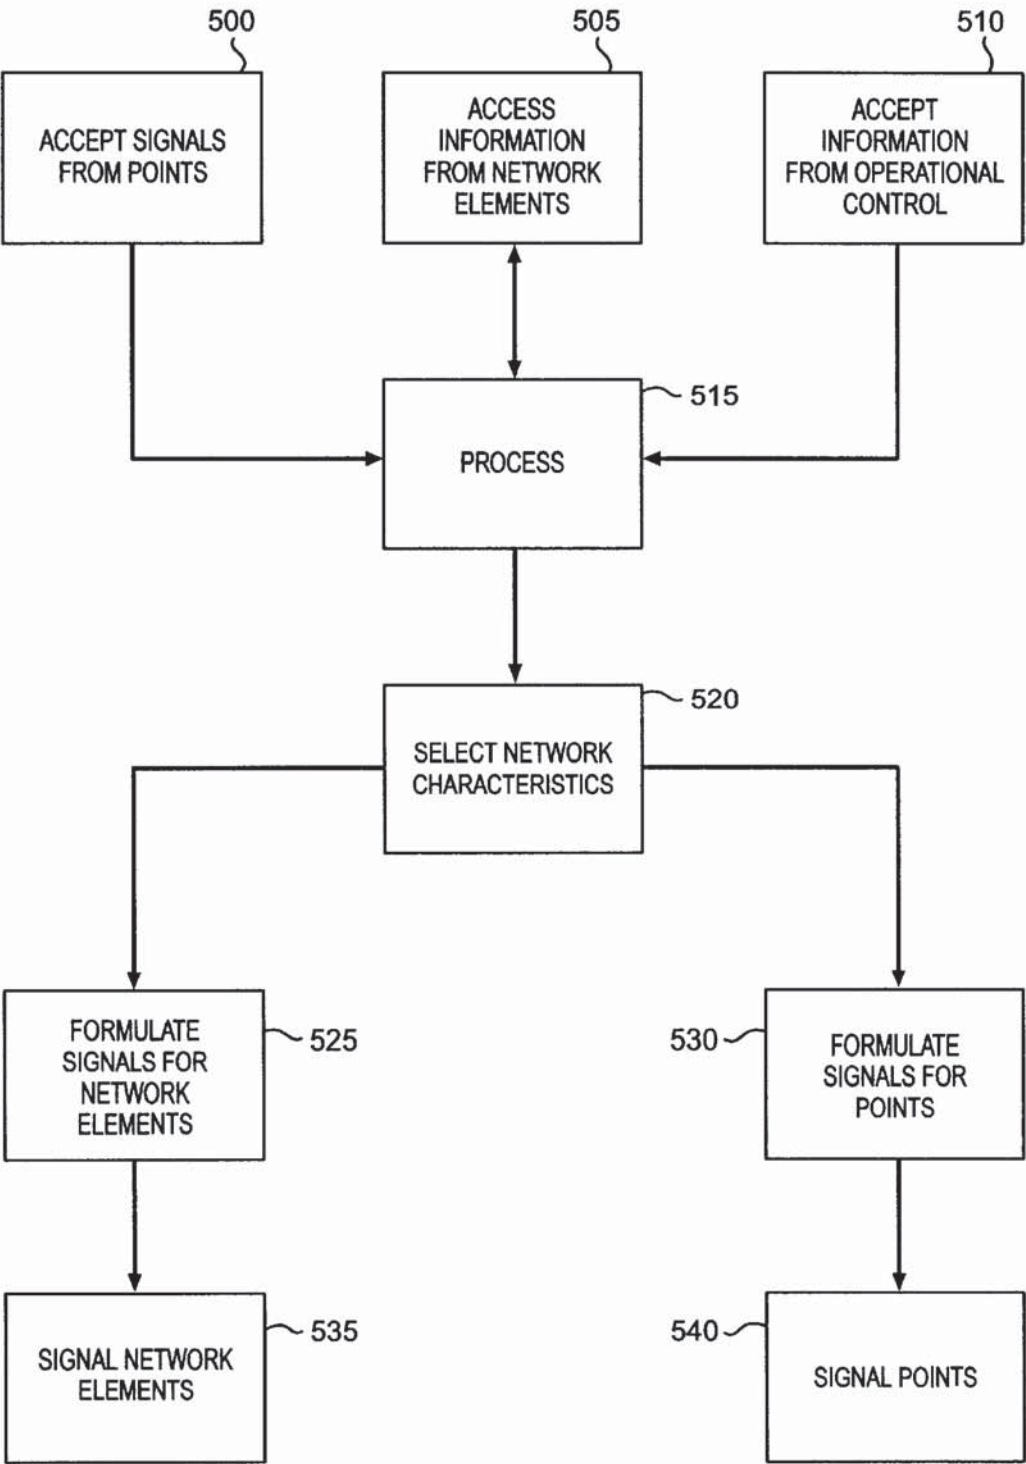 500
505
510
ACCEPT SIGNALS
FROM POINTS
ACCESS
INFORMATION
FROM NETWORK
ELEMENTS
ACCEPT
INFORMATION
FROM OPERATIONAL
CONTROL
515
PROCESS
520
SELECT NETWORK
CHARACTERISTICS
FORMULATE
SIGNALS FOR
NETWORK
ELEMENTS
525
530
FORMULATE
SIGNALS FOR
POINTS
SIGNAL NETWORK
ELEMENTS
535
540
SIGNAL POINTS